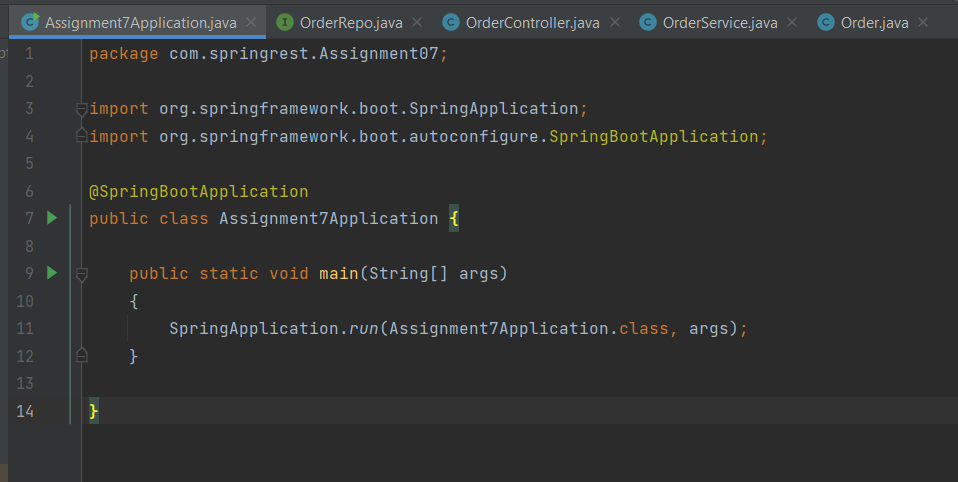 Assignment7Application.java OrderRepo.java OrderController.java OrderService.java Order.java
1 package com.springrest.Assignment07;
2
3 import org.springframework.boot.SpringApplication;
4 import org.springframework.boot.autoconfigure.SpringBootApplication;
5
6 @SpringBootApplication
7 public class Assignment7Application {
8
9 public static void main(String[] args)
10 {
11 SpringApplication.run(Assignment7Application.class, args);
12 }
13
14 }